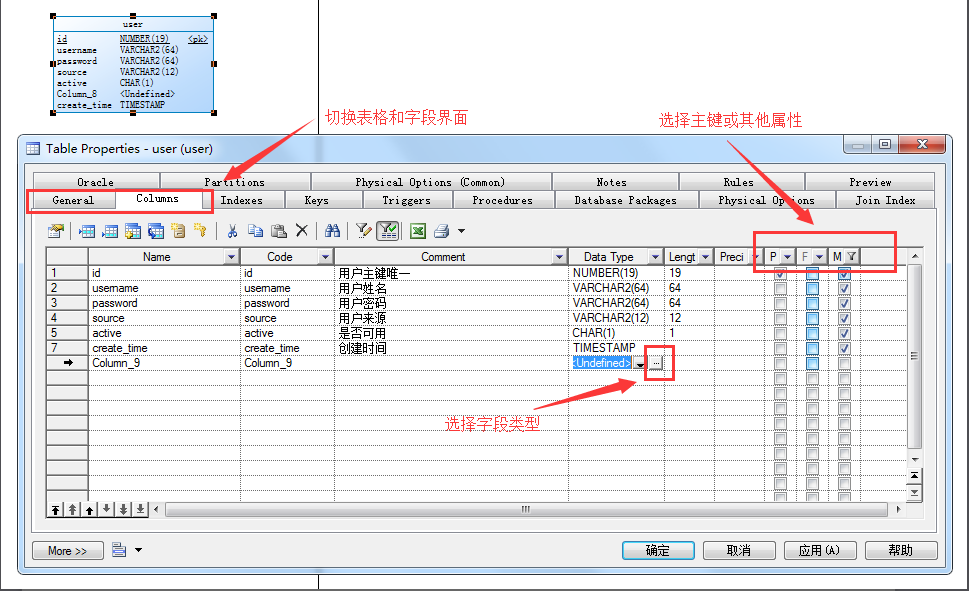 user
id NUMBER(19) <pk>
username VARCHAR2(64)
password VARCHAR2(64)
source VARCHAR2(12)
active CHAR(1)
Column_8 <Undefined>
create_time TIMESTAMP
切换表格和字段界面
选择主键或其他属性
Table Properties - user (user)
Oracle Partitions Physical Options (Common) Notes Rules Preview
General Columns Indexes Keys Triggers Procedures Database Packages Physical Options Join Index
Name Code Comment Data Type Lengt Preci P F M
1 id id 用户主键唯一 NUMBER(19) 19
2 username username 用户姓名 VARCHAR2(64) 64
3 password password 用户密码 VARCHAR2(64) 64
4 source source 用户来源 VARCHAR2(12) 12
5 active active 是否可用 CHAR(1) 1
7 create_time create_time 创建时间 TIMESTAMP
Column_9 Column_9 <Undefined> ...
选择字段类型
More >> 确定 取消 应用(A) 帮助